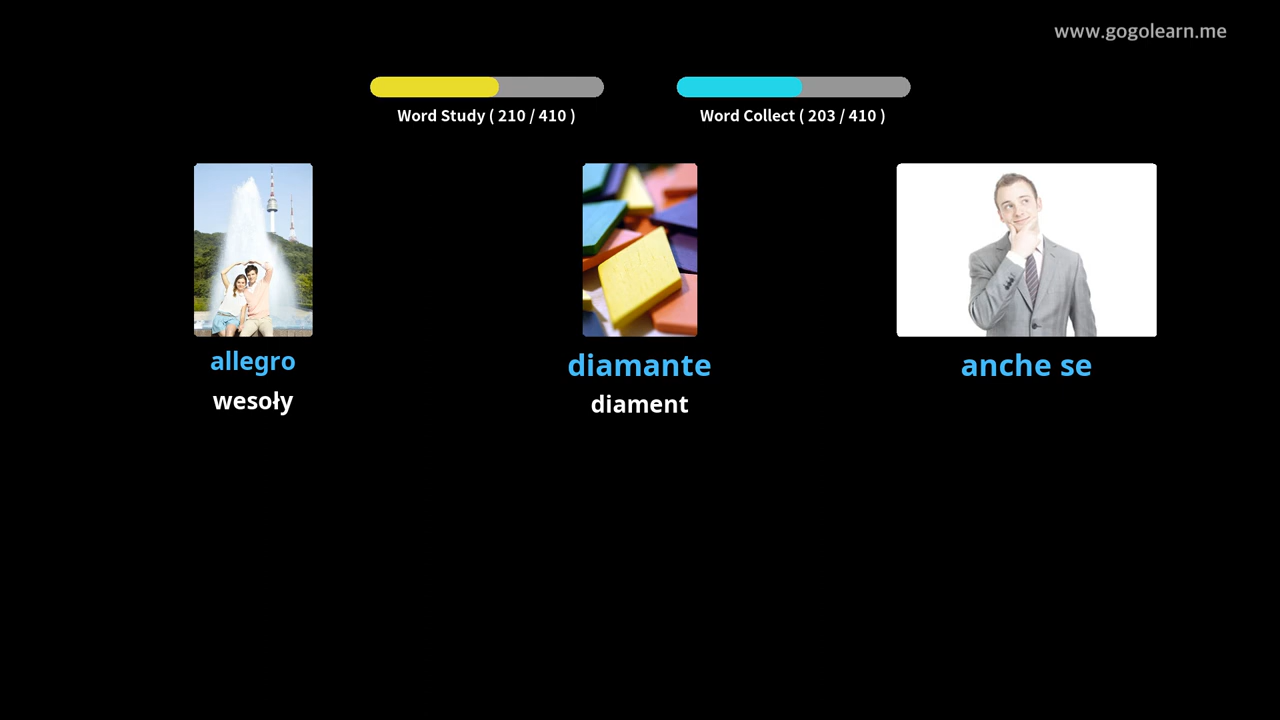 www.gogolearn.me
Word Study ( 210 / 410 )
Word Collect ( 203 / 410 )
allegro
wesoły
diamante
diament
anche se